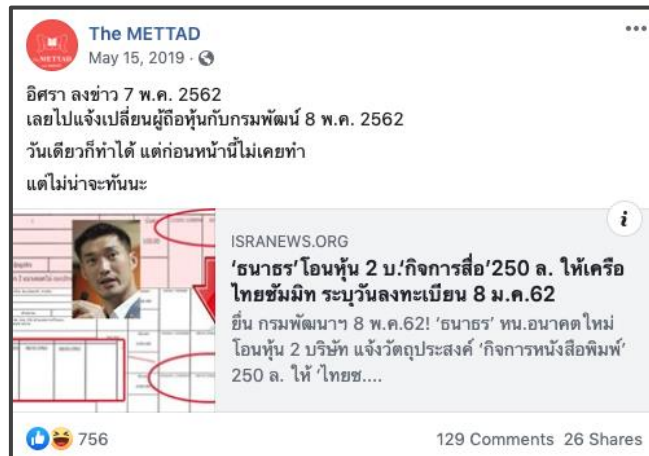 The METTAD
May 15, 2019
อิศรา ลงข่าว 7 พ.ค. 2562
เลยไปแจ้งเปลี่ยนผู้ถือหุ้นกับกรมพัฒน์ 8 พ.ค. 2562
วันเดียวก็ทำได้ แต่ก่อนหน้านี้ไม่เคยทำ
แต่ไม่น่าจะทันนะ
ISRANEWS.ORG
‘ธนาธร’โอนหุ้น 2 บ.‘กิจการสื่อ’250 ล. ให้เครือ
ไทยซัมมิท ระบุวันลงทะเบียน 8 ม.ค.62
ยื่น กรมพัฒนาฯ 8 พ.ค.62! ‘ธนาธร’ ทน.อนาคตใหม่
โอนหุ้น 2 บริษัท แจ้งวัตถุประสงค์ ‘กิจการหนังสือพิมพ์’
250 ล. ให้ ‘ไทยซ....
756
129 Comments 26 Shares